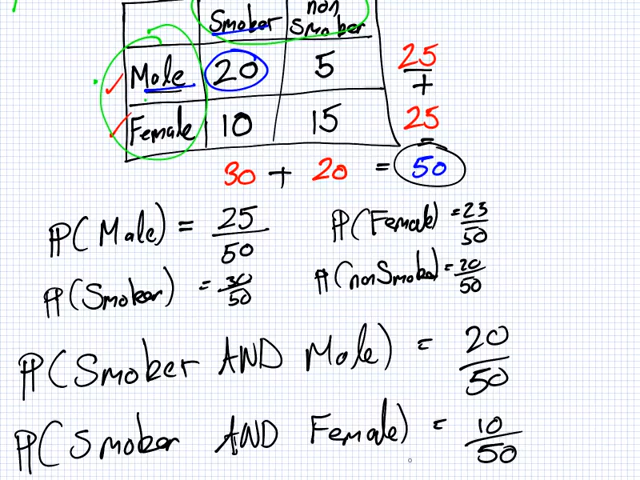 Smoker non Smoker
Male 20 5 25
+
Female 10 15 25
=
30 + 20 = 50
P(Male) = 25/50 P(Female) = 25/50
P(Smoker) = 30/50 P(non Smoker) = 20/50
P(Smoker AND Male) = 20/50
P(Smoker AND Female) = 10/50